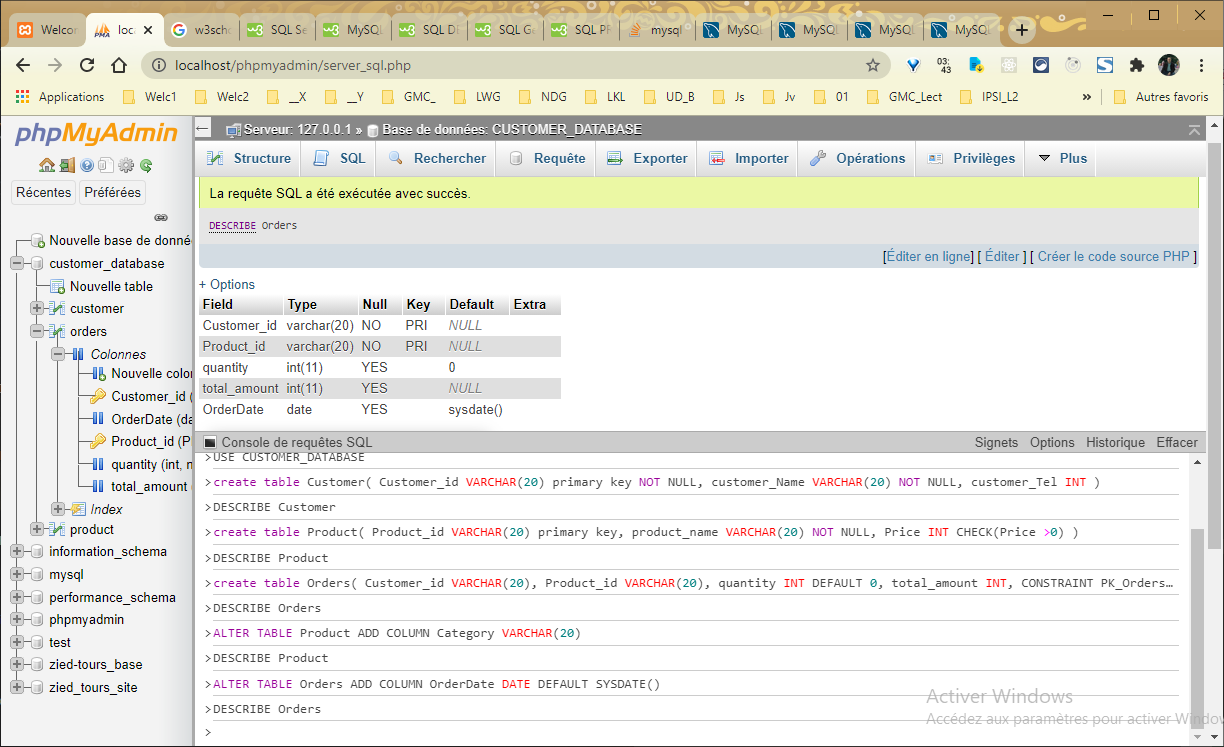 Welcor
loca
w3scho
SQL Se
MySQL
SQL D
SQL G
SQL PR
mysql
MySQL
MySQL
MySQL
MySQL
localhost/phpmyadmin/server_sql.php
03:
43
Applications Welc1 Welc2 __X __Y GMC_ LWG NDG LKL UD_B Js Jv 01 GMC_Lect IPSI_L2 » Autres favoris
phpMyAdmin
Récentes Préférées
Nouvelle base de donné
customer_database
Nouvelle table
customer
orders
Colonnes
Nouvelle color
Customer_id (
OrderDate (da
Product_id (P
quantity (int, n
total_amount
Index
product
information_schema
mysql
performance_schema
phpmyadmin
test
zied-tours_base
zied_tours_site
Serveur: 127.0.0.1 » Base de données: CUSTOMER_DATABASE
Structure SQL Rechercher Requête Exporter Importer Opérations Privilèges Plus
La requête SQL a été exécutée avec succès.
DESCRIBE Orders
[Éditer en ligne] [ Éditer ] [ Créer le code source PHP ]
+ Options
Field Type Null Key Default Extra
Customer_id varchar(20) NO PRI NULL
Product_id varchar(20) NO PRI NULL
quantity int(11) YES 0
total_amount int(11) YES NULL
OrderDate date YES sysdate()
Console de requêtes SQL Signets Options Historique Effacer
>USE CUSTOMER_DATABASE
>create table Customer( Customer_id VARCHAR(20) primary key NOT NULL, customer_Name VARCHAR(20) NOT NULL, customer_Tel INT )
>DESCRIBE Customer
>create table Product( Product_id VARCHAR(20) primary key, product_name VARCHAR(20) NOT NULL, Price INT CHECK(Price >0) )
>DESCRIBE Product
>create table Orders( Customer_id VARCHAR(20), Product_id VARCHAR(20), quantity INT DEFAULT 0, total_amount INT, CONSTRAINT PK_Orders…
>DESCRIBE Orders
>ALTER TABLE Product ADD COLUMN Category VARCHAR(20)
>DESCRIBE Product
>ALTER TABLE Orders ADD COLUMN OrderDate DATE DEFAULT SYSDATE()
>DESCRIBE Orders
>
Activer Windows
Accédez aux paramètres pour activer Windov